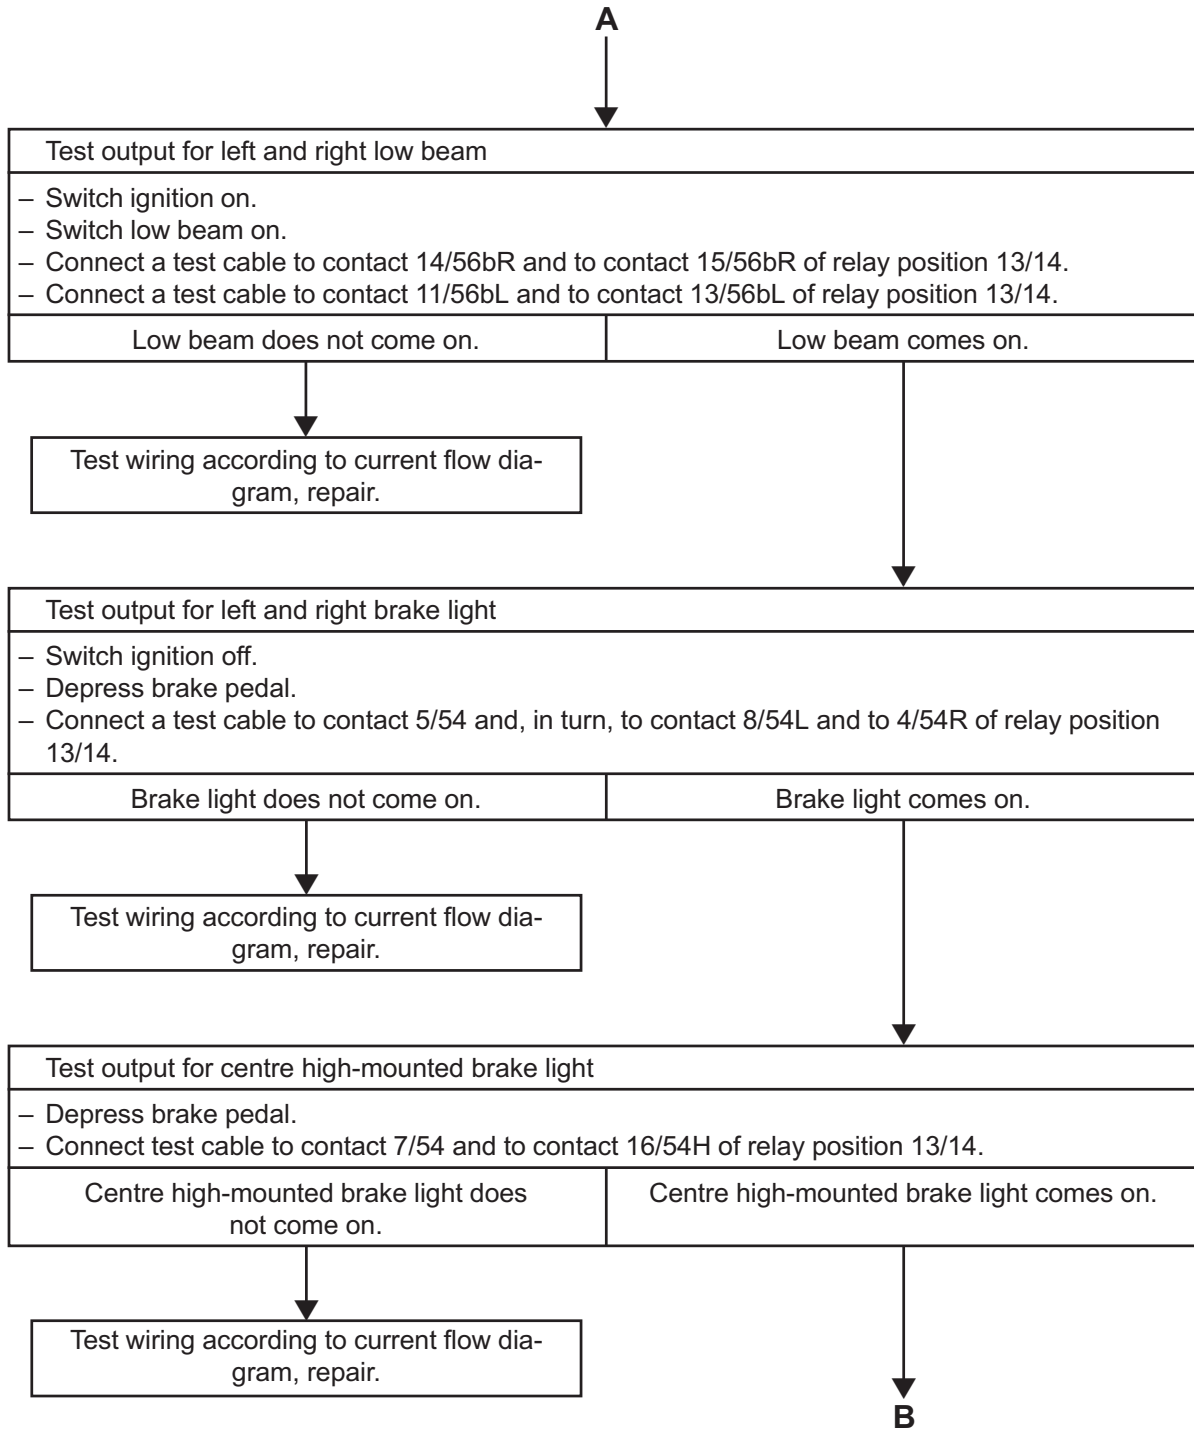 A
Test output for left and right low beam
– Switch ignition on.
– Switch low beam on.
– Connect a test cable to contact 14/56bR and to contact 15/56bR of relay position 13/14.
– Connect a test cable to contact 11/56bL and to contact 13/56bL of relay position 13/14.
Low beam does not come on.
Low beam comes on.
Test wiring according to current flow dia-
gram, repair.
Test output for left and right brake light
– Switch ignition off.
– Depress brake pedal.
– Connect a test cable to contact 5/54 and, in turn, to contact 8/54L and to 4/54R of relay position
13/14.
Brake light does not come on.
Brake light comes on.
Test wiring according to current flow dia-
gram, repair.
Test output for centre high-mounted brake light
– Depress brake pedal.
– Connect test cable to contact 7/54 and to contact 16/54H of relay position 13/14.
Centre high-mounted brake light does
not come on.
Centre high-mounted brake light comes on.
Test wiring according to current flow dia-
gram, repair.
B